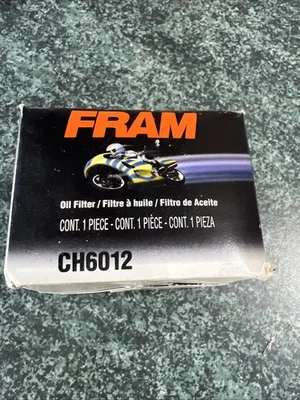 FRAM
Oil Filter / Filtre à huile / Filtro de Aceite
CONT. 1 PIECE - CONT. 1 PIÈCE - CONT. 1 PIEZA
CH6012